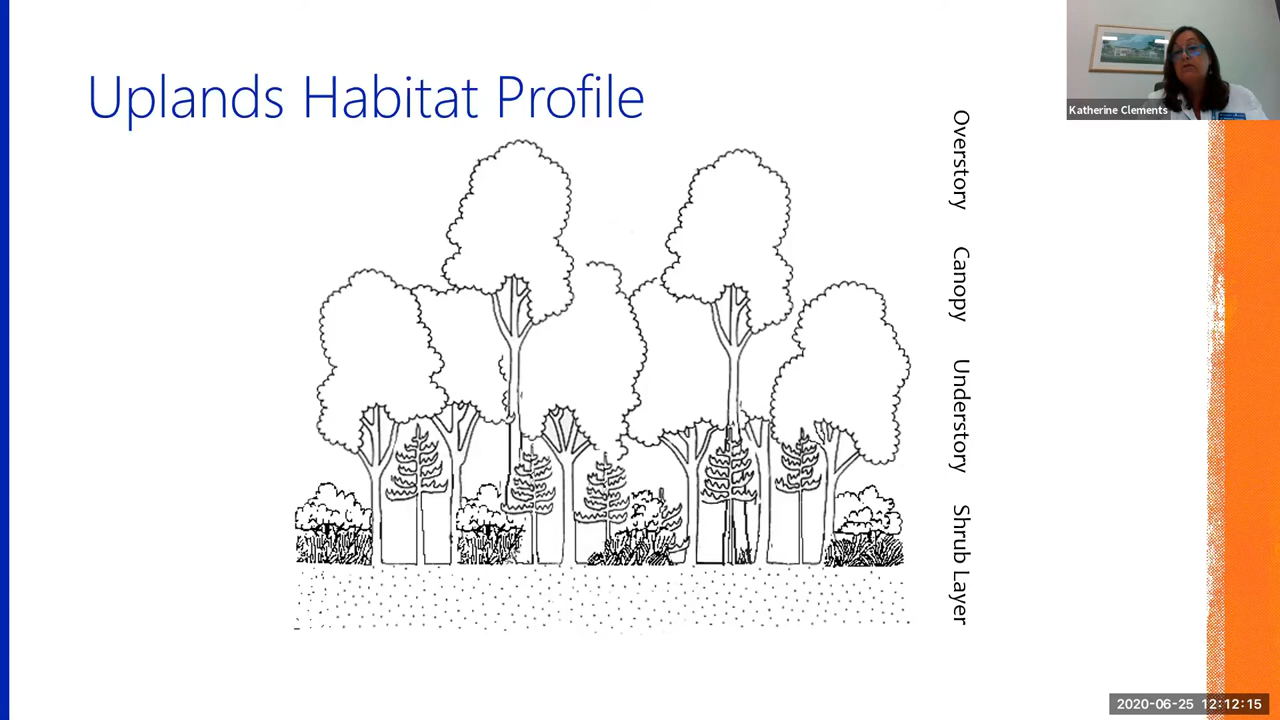 Uplands Habitat Profile
Katherine Clements
Overstory
Canopy
Understory
Shrub Layer
2020-06-25 12:12:15